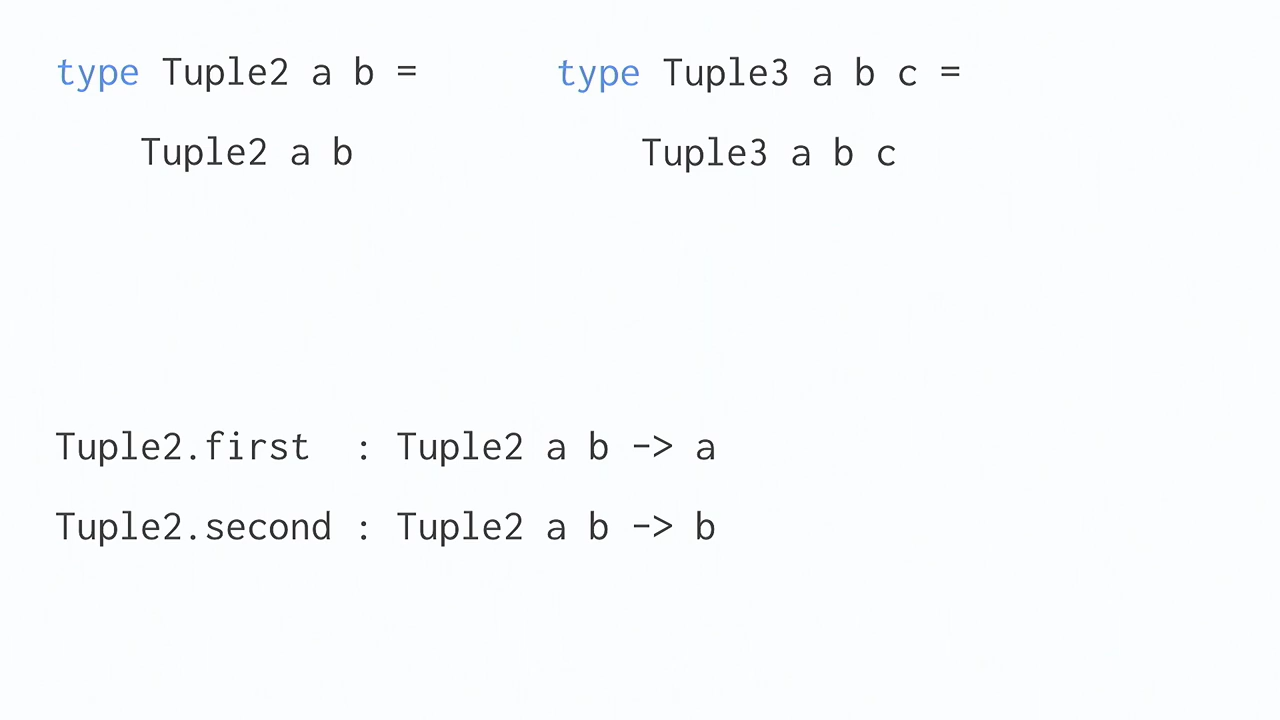 type Tuple2 a b =
    Tuple2 a b
type Tuple3 a b c =
    Tuple3 a b c
Tuple2.first  : Tuple2 a b -> a
Tuple2.second : Tuple2 a b -> b